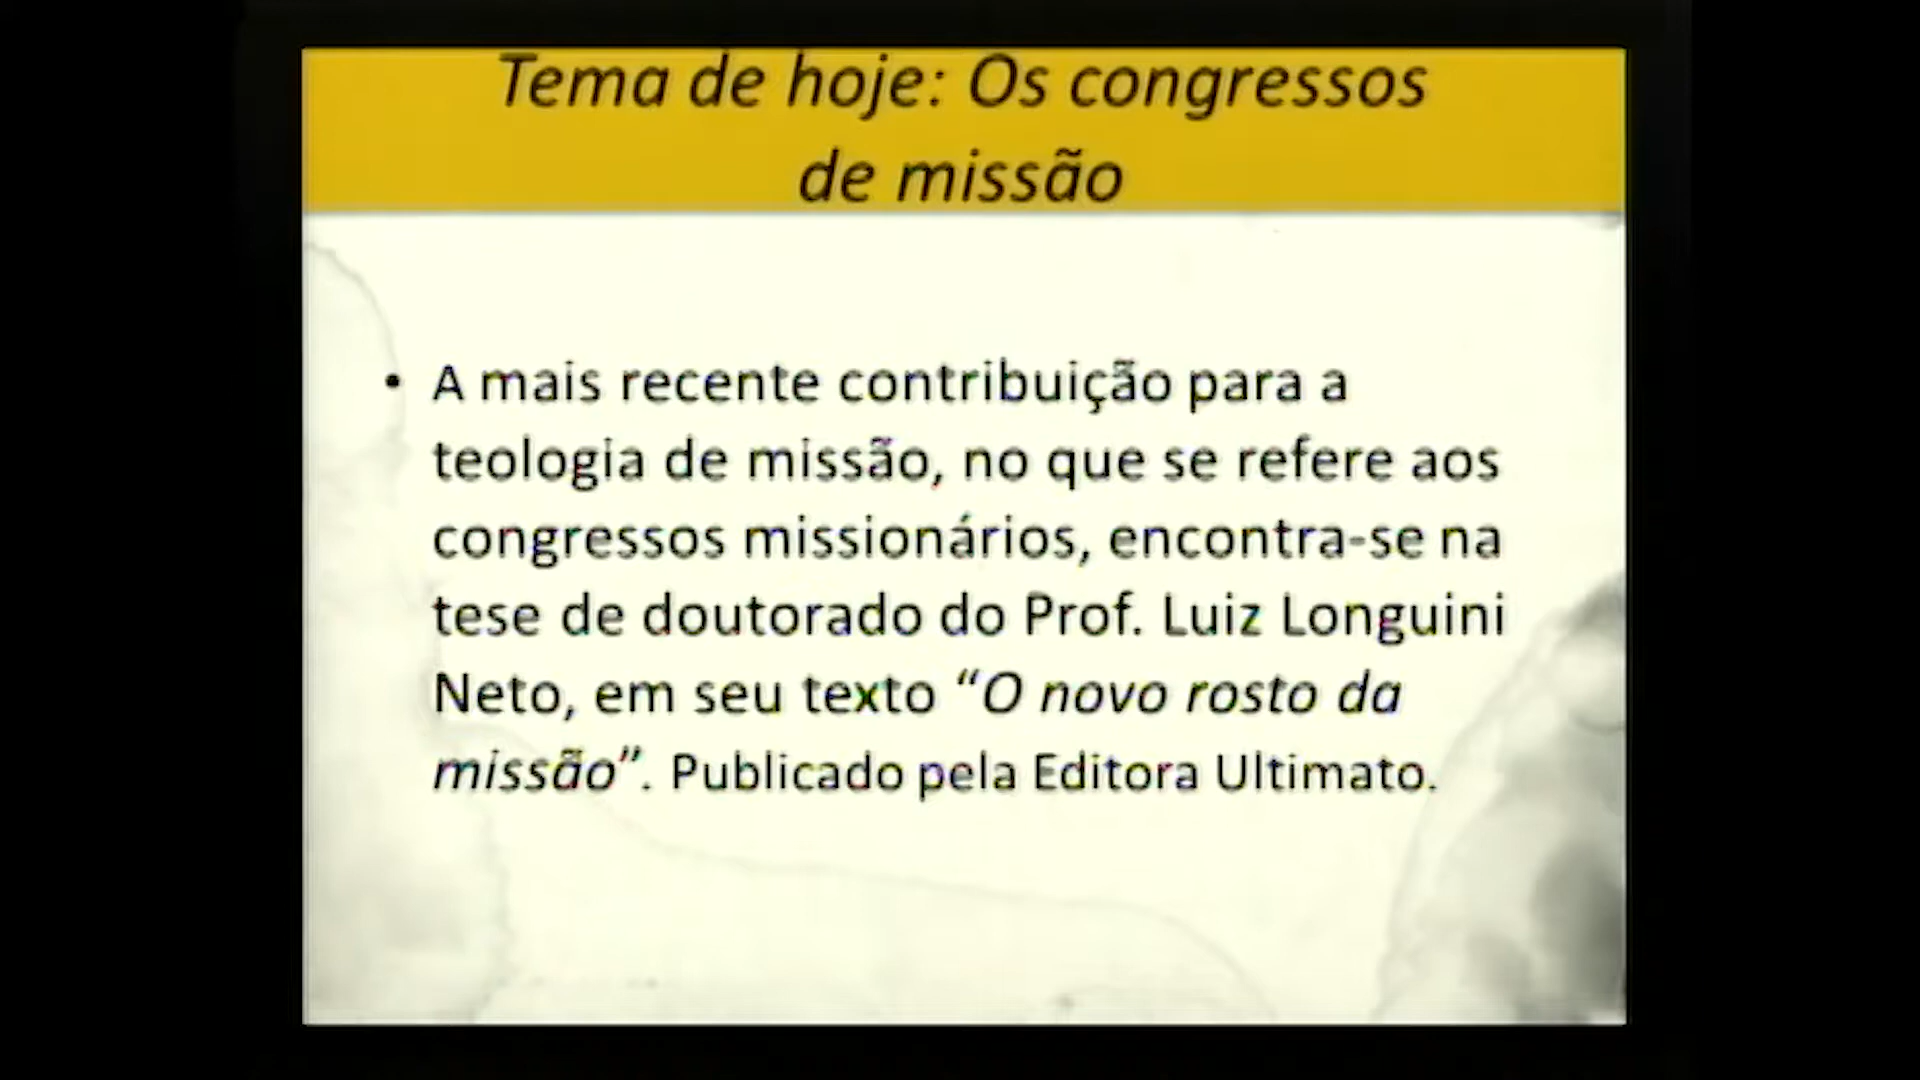 Tema de hoje: Os congressos
de missão
• A mais recente contribuição para a
teologia de missão, no que se refere aos
congressos missionários, encontra-se na
tese de doutorado do Prof. Luiz Longuini
Neto, em seu texto “O novo rosto da
missão”. Publicado pela Editora Ultimato.